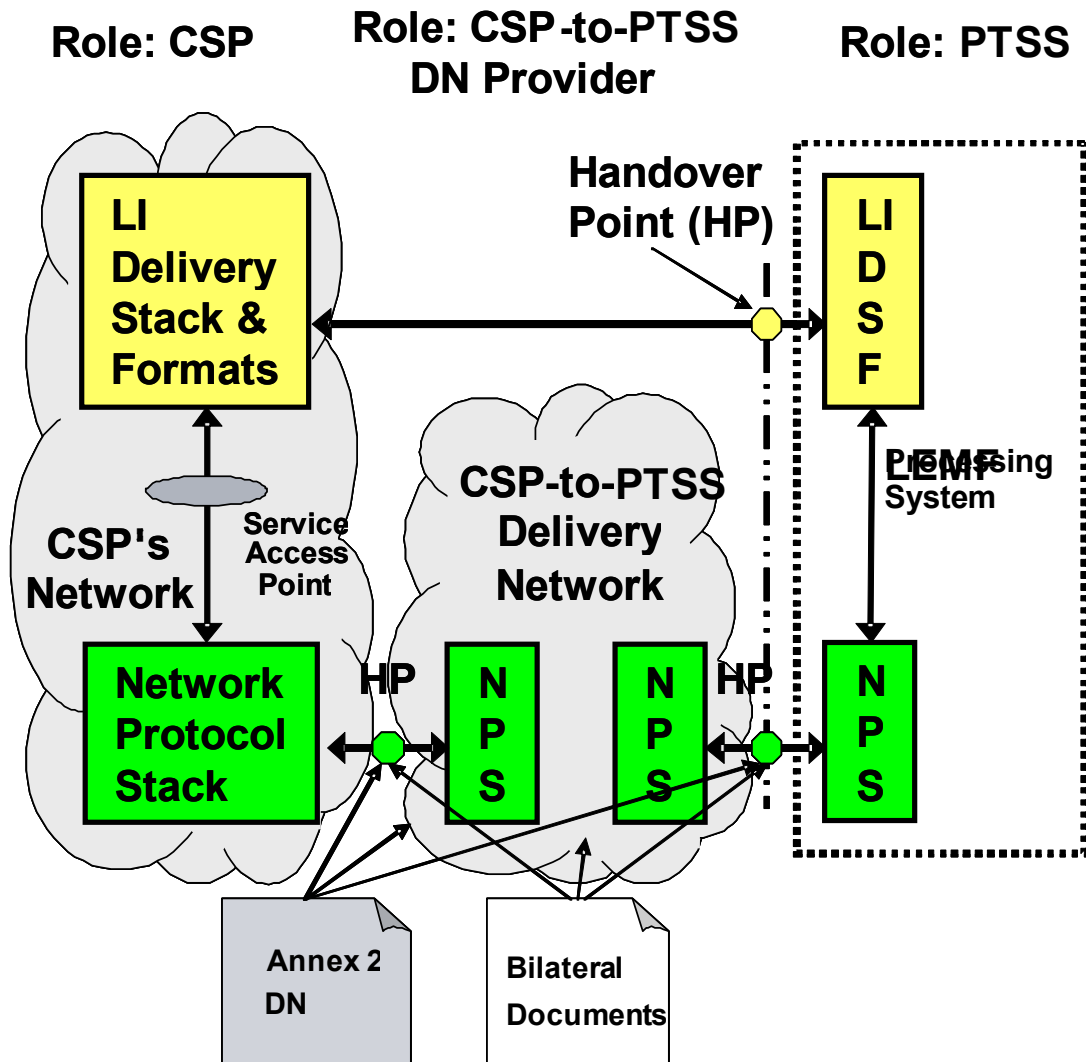 Role: CSP
Role: CSP-to-PTSS
DN Provider
Role: PTSS
Handover
Point (HP)
LI
Delivery
Stack &
Formats
LI
D
S
F
CSP-to-PTSS
Delivery
Network
LEMF
Processing
System
Service
Access
Point
CSP's
Network
Network
Protocol
Stack
HP
N
P
S
N
P
S
HP
N
P
S
Annex 2
DN
Bilateral
Documents